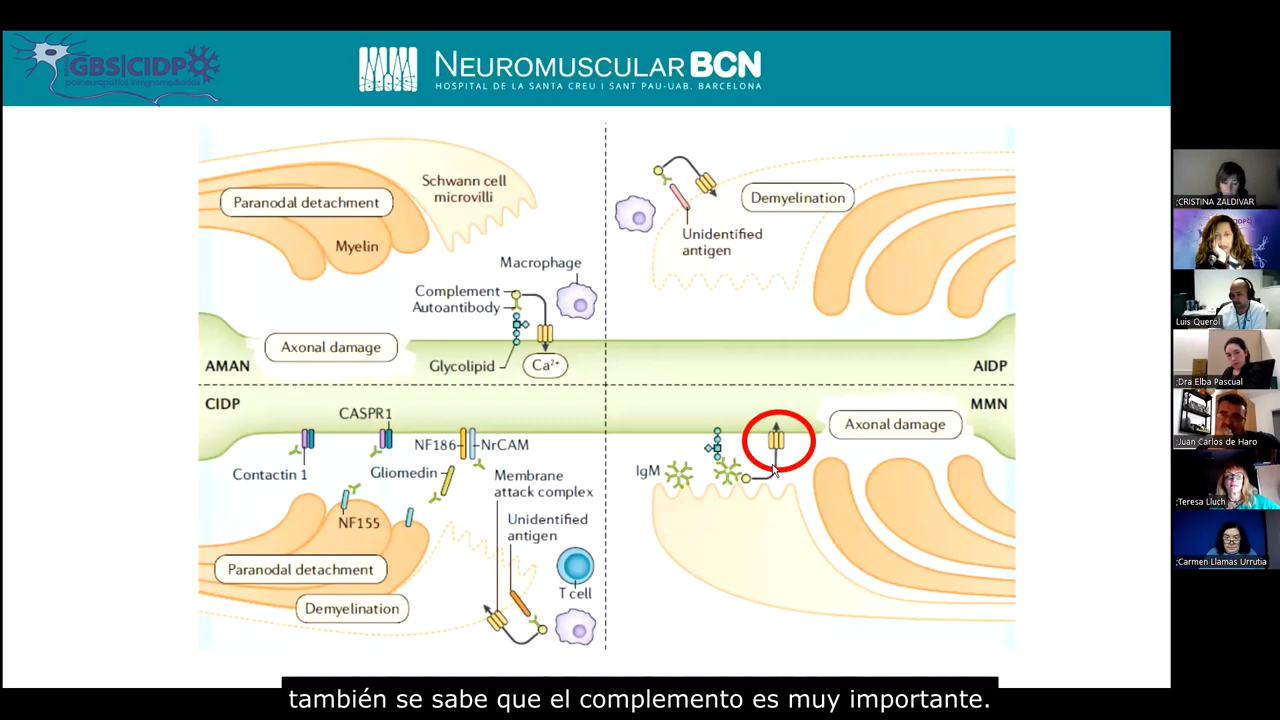 GBS|CIDP
polineuropatías inmunomediadas
NEUROMUSCULAR BCN
HOSPITAL DE LA SANTA CREU I SANT PAU-UAB. BARCELONA
Paranodal detachment
Schwann cell
microvilli
Myelin
Macrophage
Complement
Autoantibody
Axonal damage
Glycolipid
Ca²⁺
AMAN
Demyelination
Unidentified
antigen
AIDP
CIDP
CASPR1
NF186
NrCAM
Contactin 1
Gliomedin
Membrane
attack complex
NF155
Unidentified
antigen
Paranodal detachment
T cell
Demyelination
MMN
Axonal damage
IgM
;CRISTINA ZALDIVAR
Luis Querol
;Dra Elba Pascual
;Juan Carlos de Haro
;Teresa Lluch
;Carmen Llamas Urrutia
también se sabe que el complemento es muy importante.